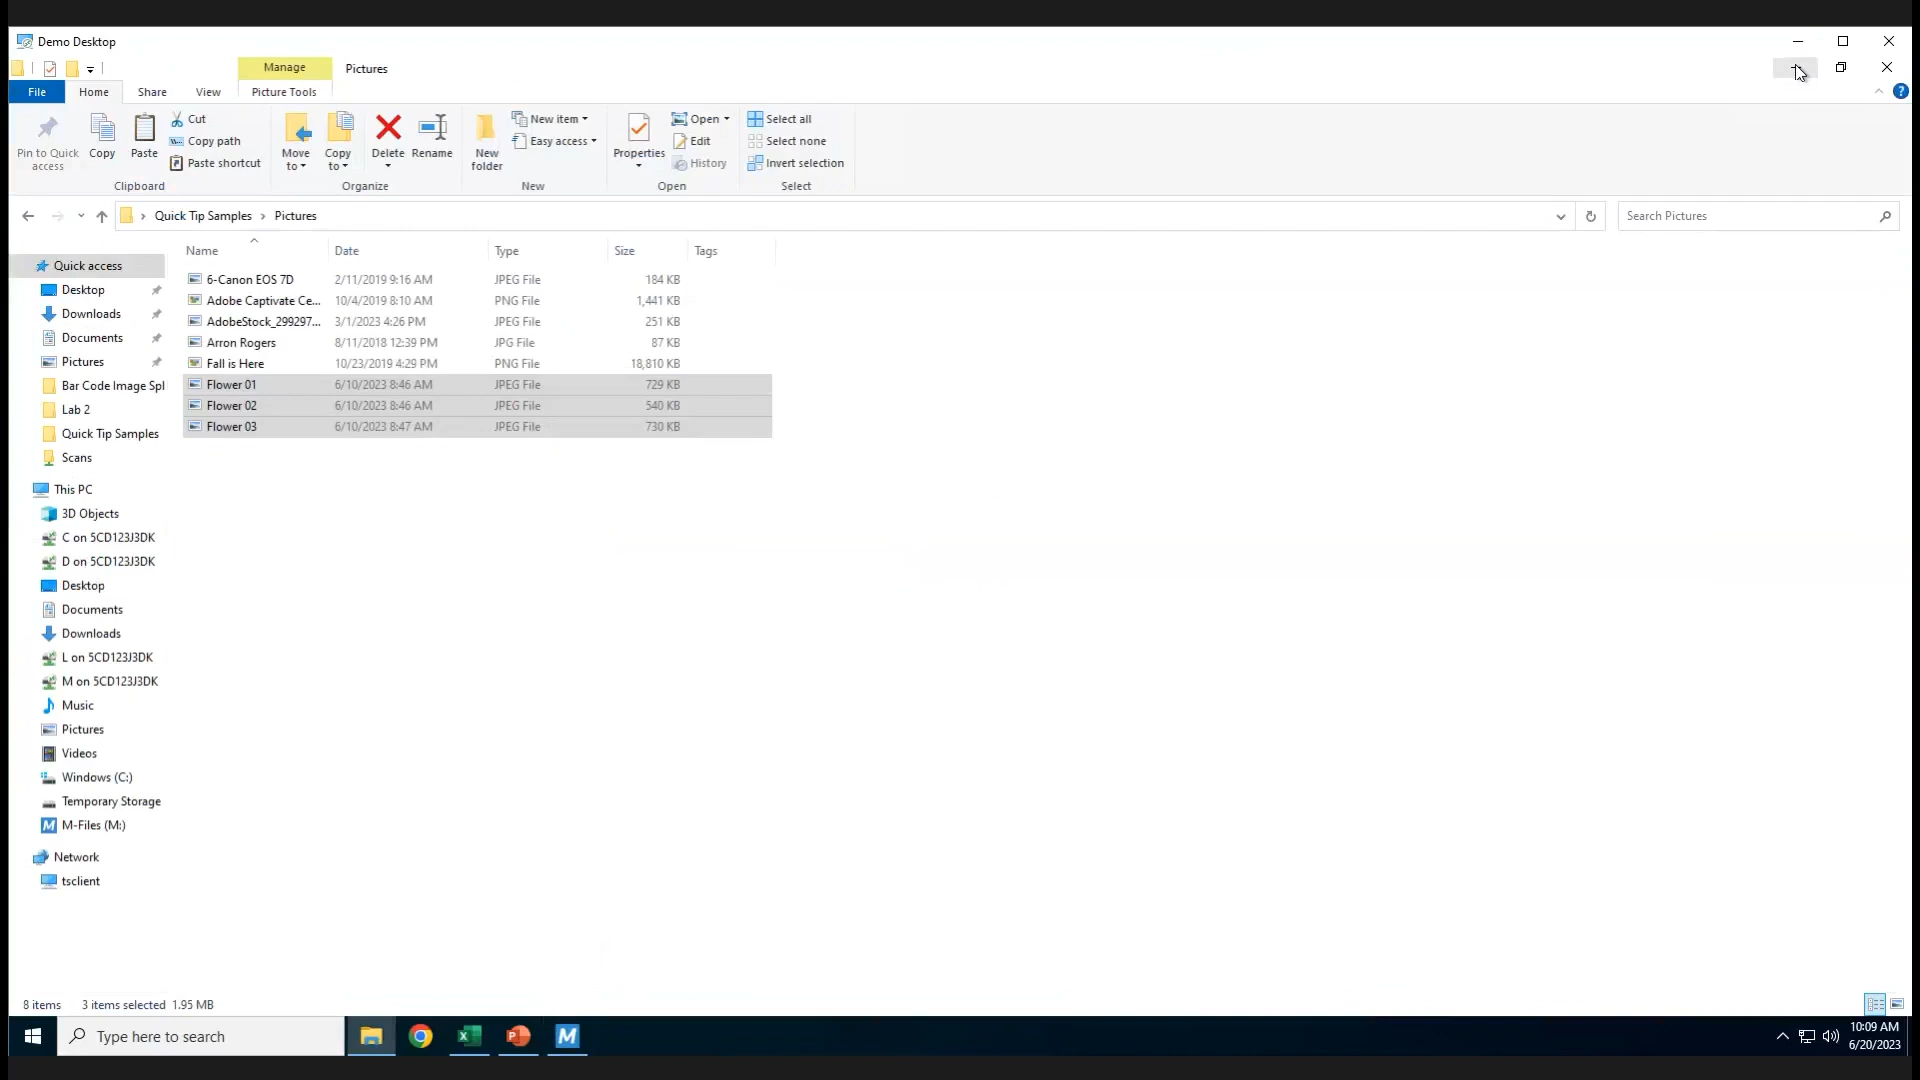 Demo Desktop
Manage Pictures
File Home Share View Picture Tools
Pin to Quick access
Copy
Paste
Cut
Copy path
Paste shortcut
Clipboard
Move to
Copy to
Delete
Rename
Organize
New folder
New item
Easy access
New
Properties
Open
Edit
History
Open
Select all
Select none
Invert selection
Select
Quick Tip Samples > Pictures
Search Pictures
Name Date Type Size Tags
6-Canon EOS 7D 2/11/2019 9:16 AM JPEG File 184 KB
Adobe Captivate Ce... 10/4/2019 8:10 AM PNG File 1,441 KB
AdobeStock_299297... 3/1/2023 4:26 PM JPEG File 251 KB
Arron Rogers 8/11/2018 12:39 PM JPG File 87 KB
Fall is Here 10/23/2019 4:29 PM PNG File 18,810 KB
Flower 01 6/10/2023 8:46 AM JPEG File 729 KB
Flower 02 6/10/2023 8:46 AM JPEG File 540 KB
Flower 03 6/10/2023 8:47 AM JPEG File 730 KB
Quick access
Desktop
Downloads
Documents
Pictures
Bar Code Image Spl
Lab 2
Quick Tip Samples
Scans
This PC
3D Objects
C on 5CD123J3DK
D on 5CD123J3DK
Desktop
Documents
Downloads
L on 5CD123J3DK
M on 5CD123J3DK
Music
Pictures
Videos
Windows (C:)
Temporary Storage
M-Files (M:)
Network
tsclient
8 items 3 items selected 1.95 MB
Type here to search
10:09 AM
6/20/2023